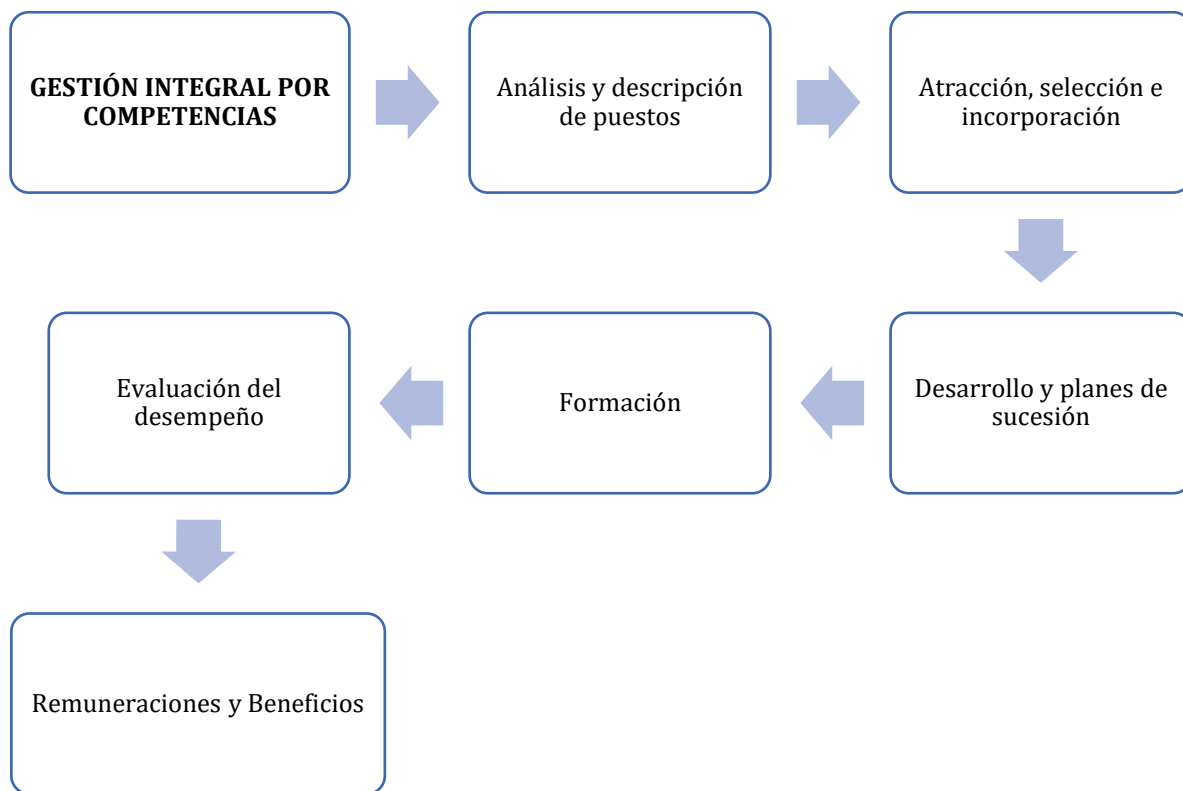 GESTIÓN INTEGRAL POR
COMPETENCIAS
Análisis y descripción
de puestos
Atracción, selección e
incorporación
Desarrollo y planes de
sucesión
Formación
Evaluación del
desempeño
Remuneraciones y Beneficios